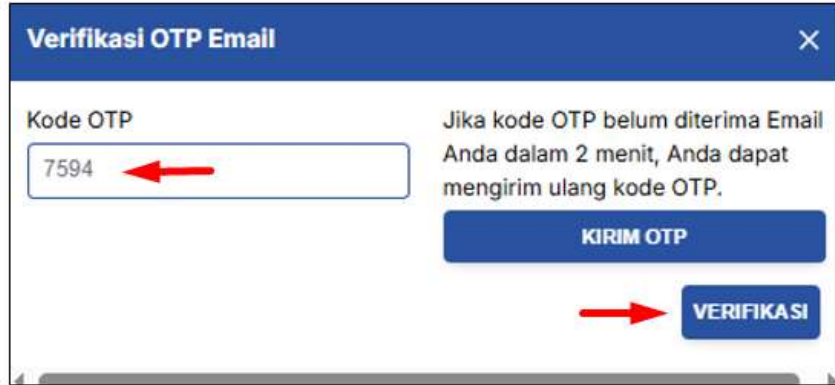 Verifikasi OTP Email
Kode OTP
7594
Jika kode OTP belum diterima Email
Anda dalam 2 menit, Anda dapat
mengirim ulang kode OTP.
KIRIM OTP
VERIFIKASI